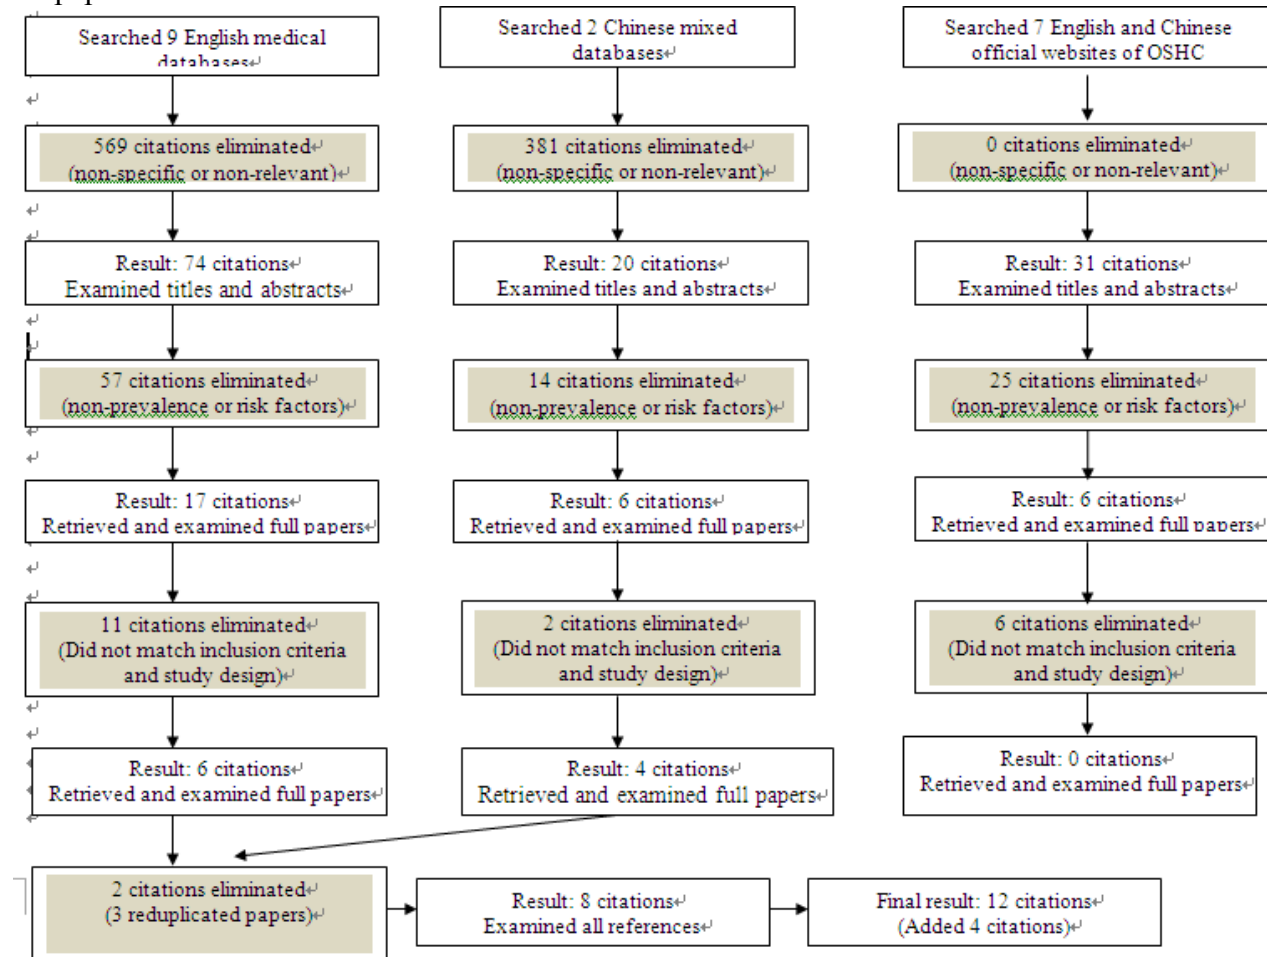 Searched 9 English medical
databases
569 citations eliminated
(non-specific or non-relevant)
Result: 74 citations
Examined titles and abstracts
57 citations eliminated
(non-prevalence or risk factors)
Result: 17 citations
Retrieved and examined full papers
11 citations eliminated
(Did not match inclusion criteria
and study design)
Result: 6 citations
Retrieved and examined full papers
Searched 2 Chinese mixed
databases
381 citations eliminated
(non-specific or non-relevant)
Result: 20 citations
Examined titles and abstracts
14 citations eliminated
(non-prevalence or risk factors)
Result: 6 citations
Retrieved and examined full papers
2 citations eliminated
(Did not match inclusion criteria
and study design)
Result: 4 citations
Retrieved and examined full papers
Searched 7 English and Chinese
official websites of OSHC
0 citations eliminated
(non-specific or non-relevant)
Result: 31 citations
Examined titles and abstracts
25 citations eliminated
(non-prevalence or risk factors)
Result: 6 citations
Retrieved and examined full papers
6 citations eliminated
(Did not match inclusion criteria
and study design)
Result: 0 citations
Retrieved and examined full papers
2 citations eliminated
(3 reduplicated papers)
Result: 8 citations
Examined all references
Final result: 12 citations
(Added 4 citations)